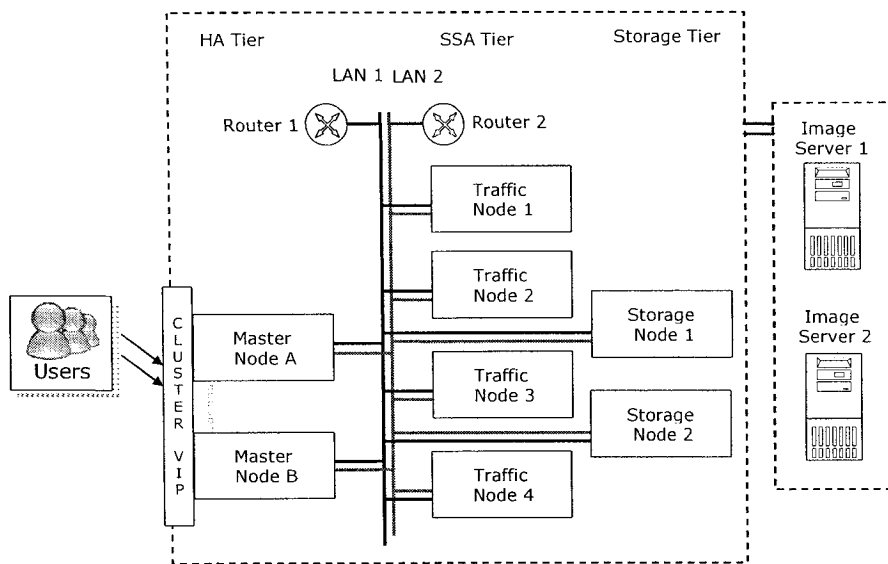 HA Tier
SSA Tier
Storage Tier
LAN 1
LAN 2
Router 1
Router 2
Image
Server 1
Traffic
Node 1
Traffic
Node 2
Storage
Node 1
Image
Server 2
Users
CLUSTER VIP
Master
Node A
Traffic
Node 3
Storage
Node 2
Master
Node B
Traffic
Node 4